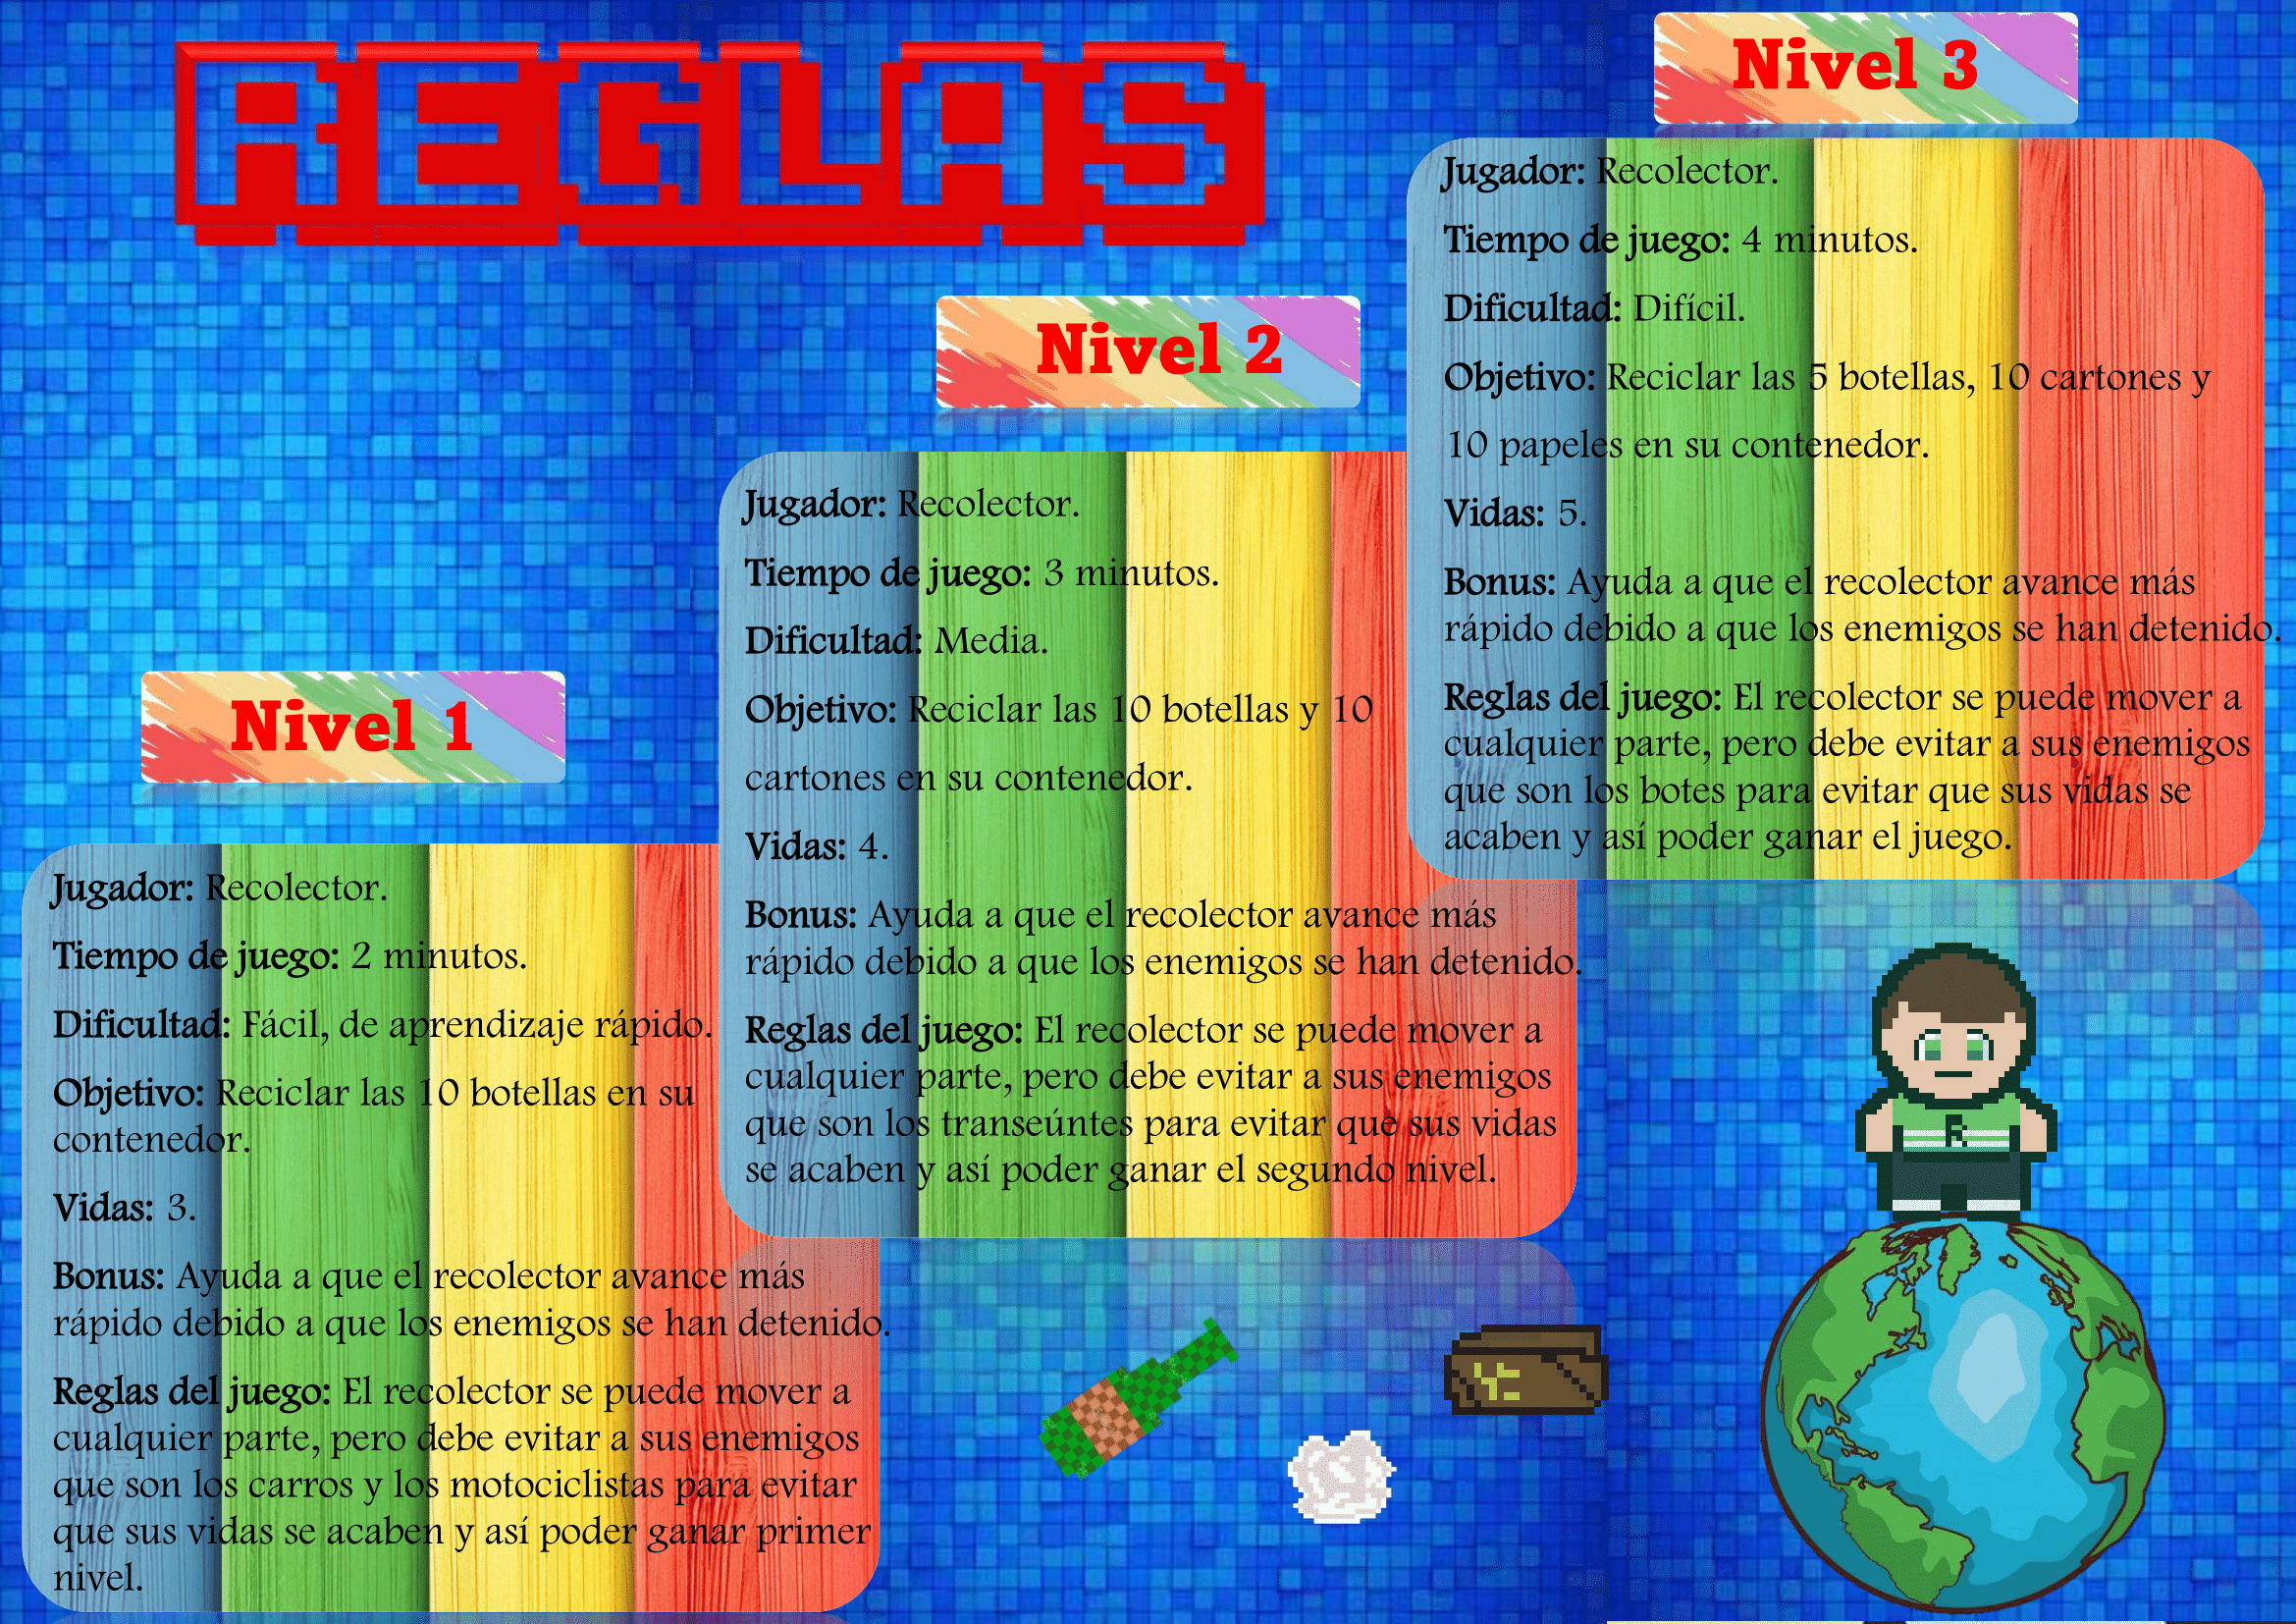 REGLAS
Nivel 1
Jugador: Recolector.
Tiempo de juego: 2 minutos.
Dificultad: Fácil, de aprendizaje rápido.
Objetivo: Reciclar las 10 botellas en su
contenedor.
Vidas: 3.
Bonus: Ayuda a que el recolector avance más
rápido debido a que los enemigos se han detenido.
Reglas del juego: El recolector se puede mover a
cualquier parte, pero debe evitar a sus enemigos
que son los carros y los motociclistas para evitar
que sus vidas se acaben y así poder ganar primer
nivel.
Nivel 2
Jugador: Recolector.
Tiempo de juego: 3 minutos.
Dificultad: Media.
Objetivo: Reciclar las 10 botellas y 10
cartones en su contenedor.
Vidas: 4.
Bonus: Ayuda a que el recolector avance más
rápido debido a que los enemigos se han detenido.
Reglas del juego: El recolector se puede mover a
cualquier parte, pero debe evitar a sus enemigos
que son los transeúntes para evitar que sus vidas
se acaben y así poder ganar el segundo nivel.
Nivel 3
Jugador: Recolector.
Tiempo de juego: 4 minutos.
Dificultad: Difícil.
Objetivo: Reciclar las 5 botellas, 10 cartones y
10 papeles en su contenedor.
Vidas: 5.
Bonus: Ayuda a que el recolector avance más
rápido debido a que los enemigos se han detenido.
Reglas del juego: El recolector se puede mover a
cualquier parte, pero debe evitar a sus enemigos
que son los botes para evitar que sus vidas se
acaben y así poder ganar el juego.
R